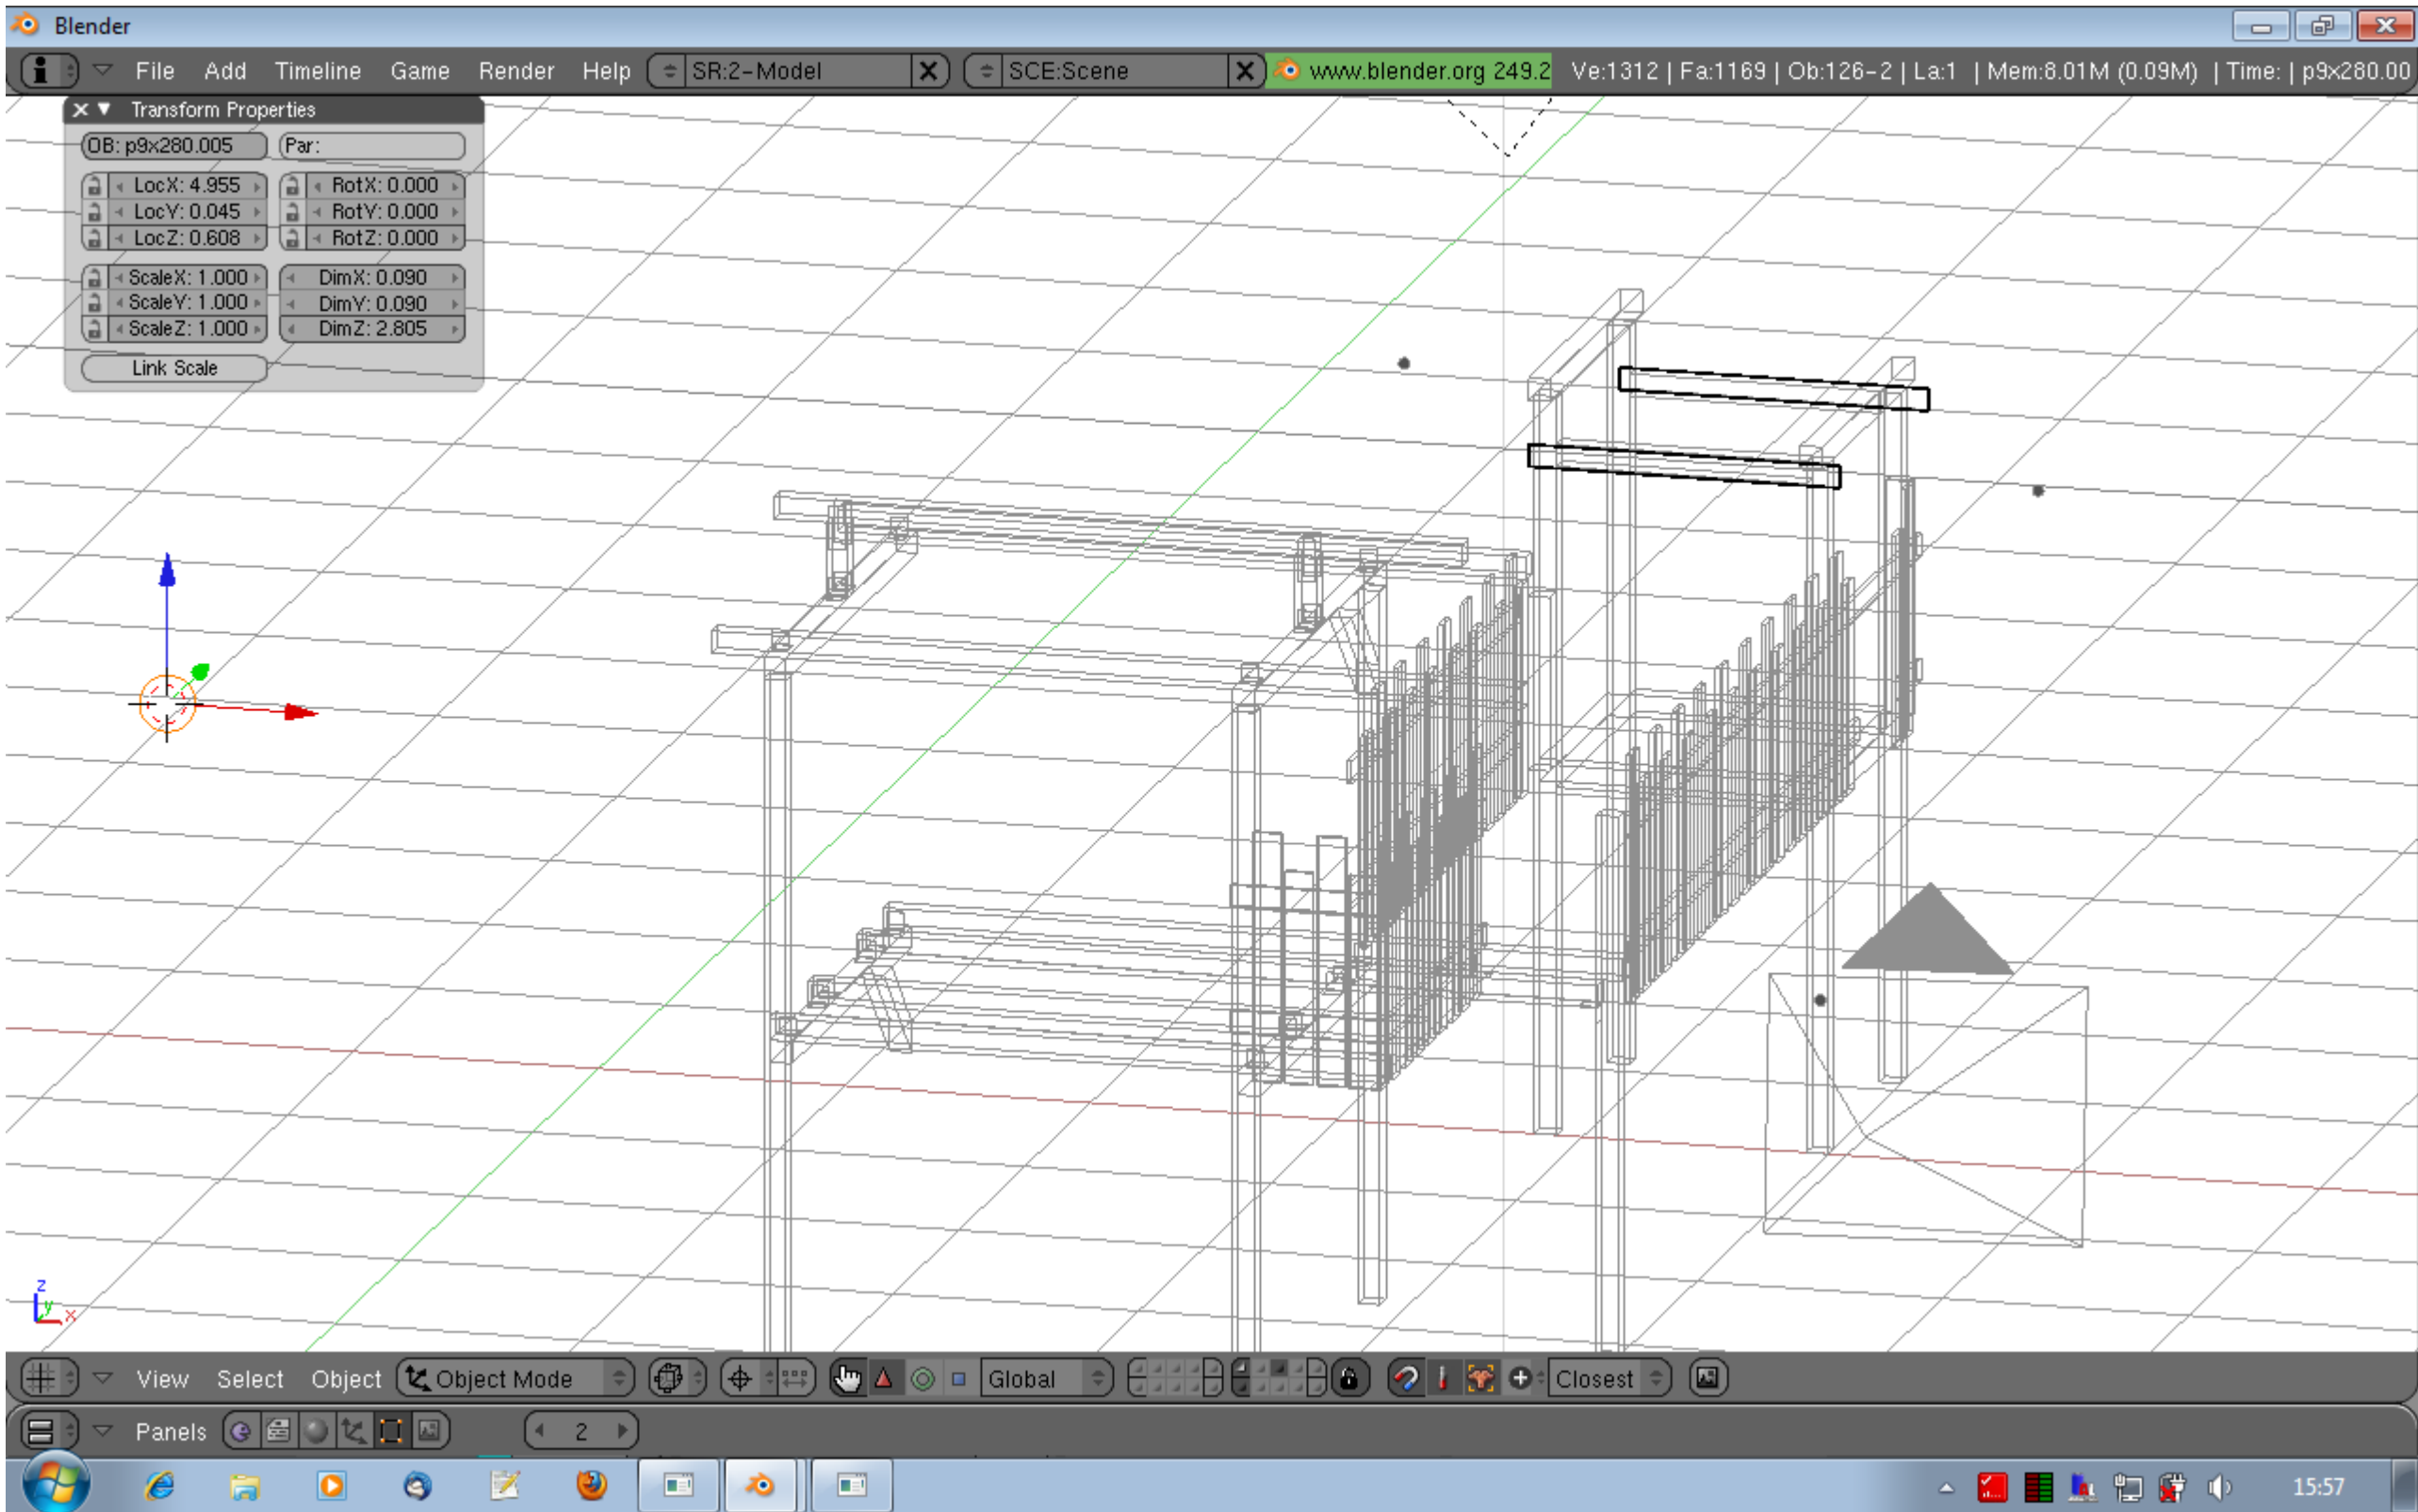 Blender
File Add Timeline Game Render Help SR:2-Model X SCE:Scene X www.blender.org 249.2 Ve:1312 | Fa:1169 | Ob:126-2 | La:1 | Mem:8.01M (0.09M) | Time: | p9x280.00
Transform Properties
OB: p9x280.005 Par:
LocX: 4.955 RotX: 0.000
LocY: 0.045 RotY: 0.000
LocZ: 0.608 RotZ: 0.000
ScaleX: 1.000 DimX: 0.090
ScaleY: 1.000 DimY: 0.090
ScaleZ: 1.000 DimZ: 2.805
Link Scale
z
y
x
View Select Object Object Mode Global Closest
Panels 2
15:57